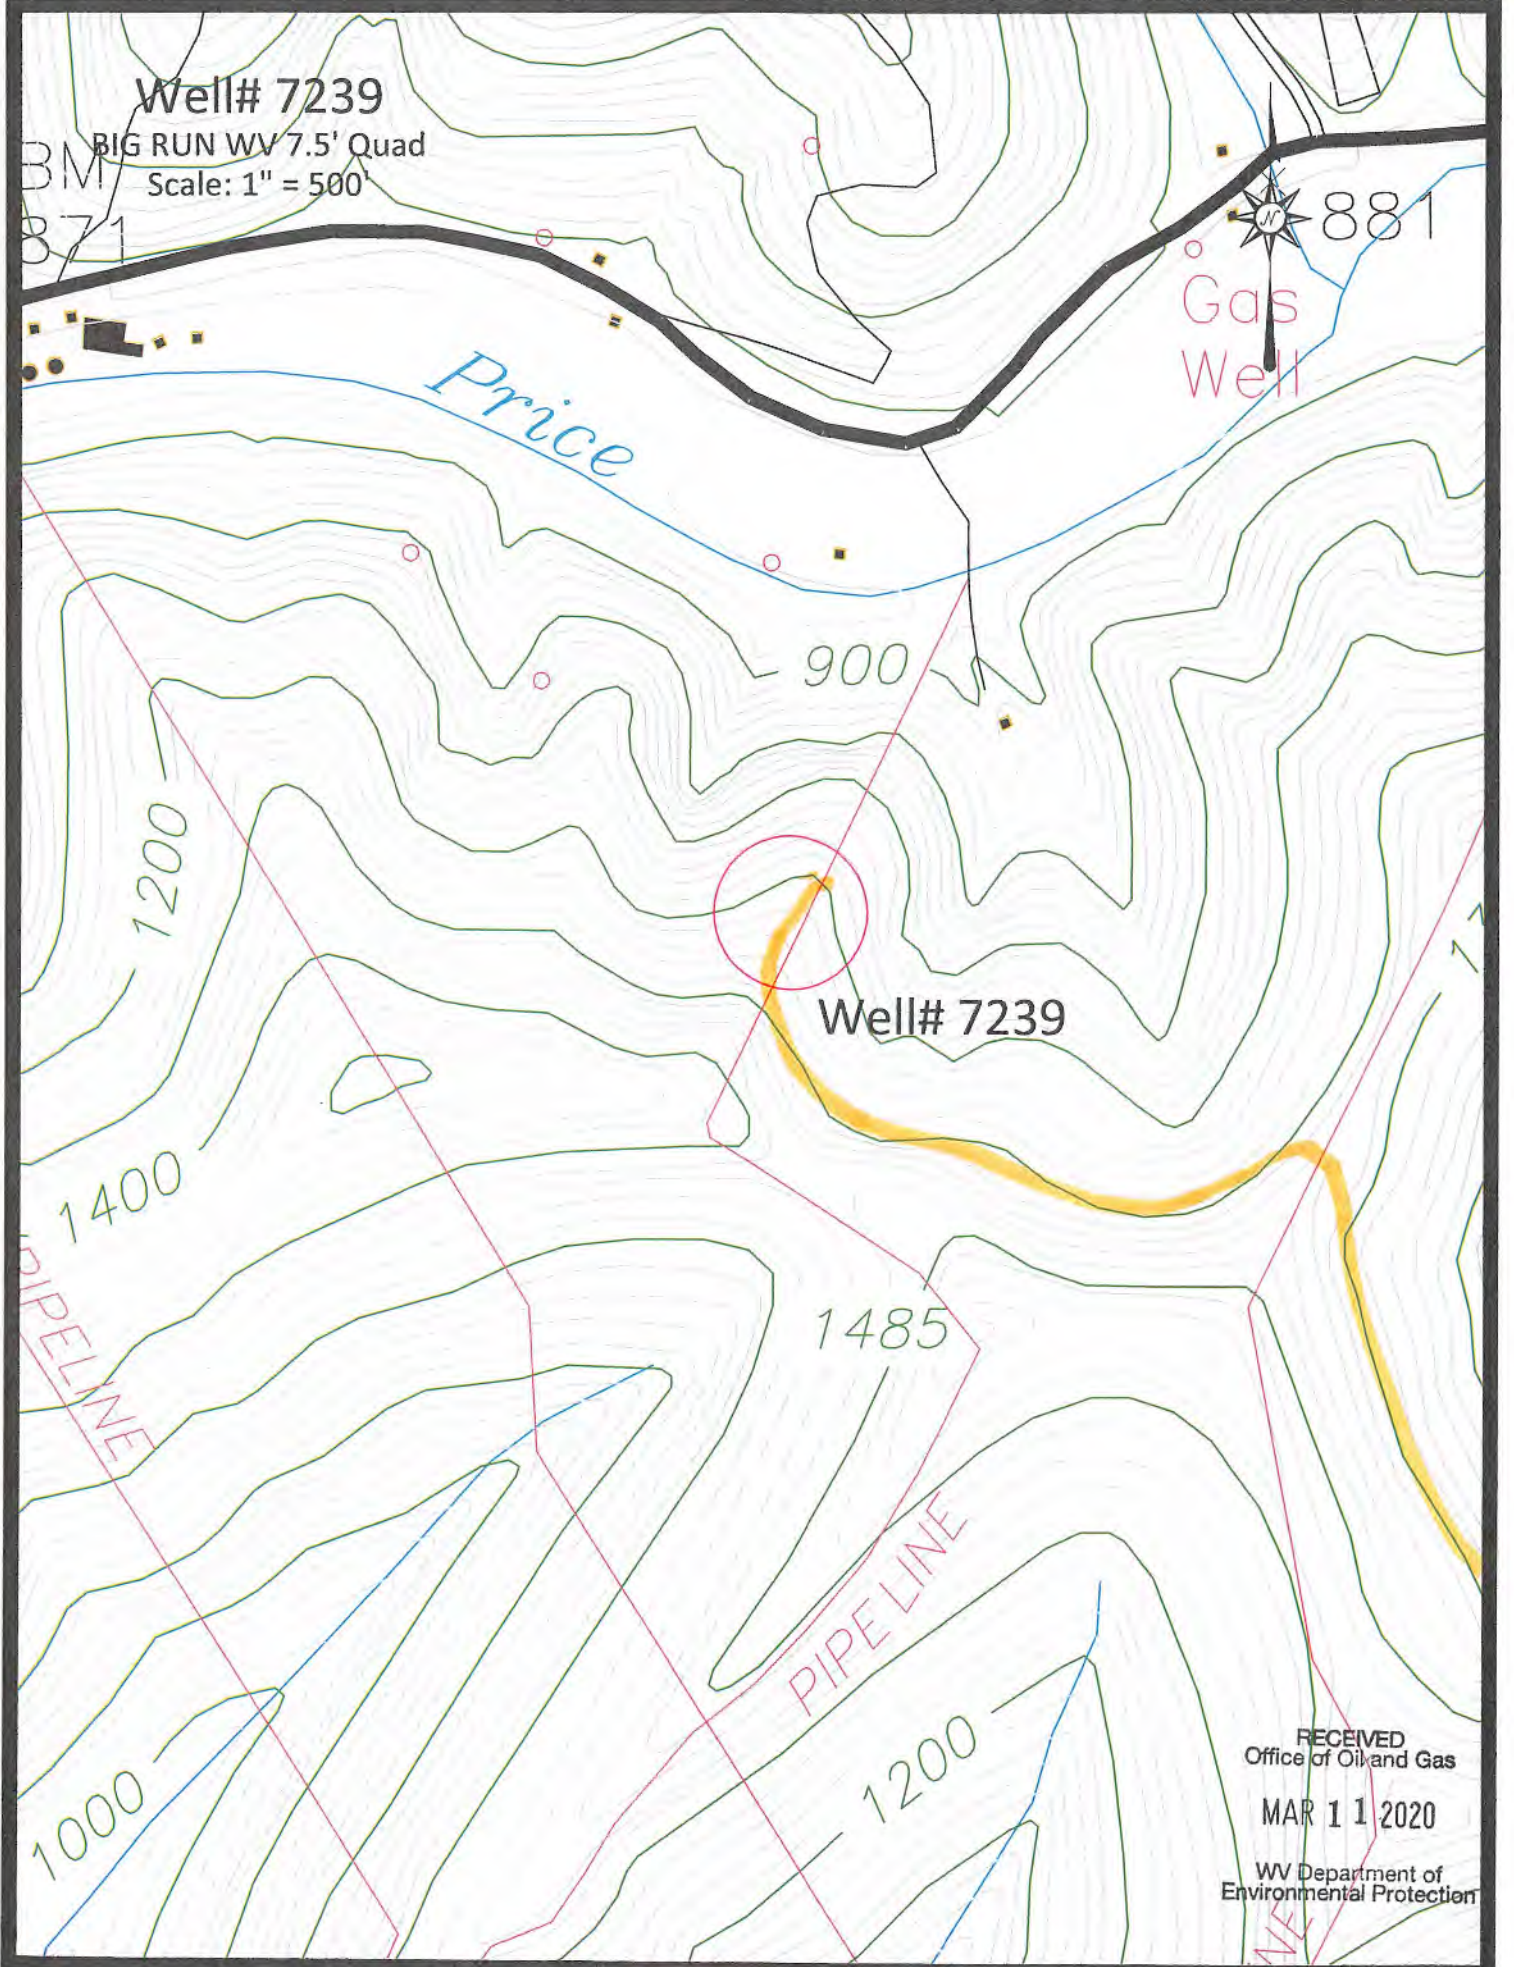 Well# 7239
BIG RUN WV 7.5' Quad
Scale: 1" = 500'
BM
871
N
881
Gas
Well
Price
900
1200
Well# 7239
1400
PIPELINE
1485
PIPE LINE
1200
1000
RECEIVED
Office of Oil and Gas
MAR 11 2020
WV Department of
Environmental Protection
NE